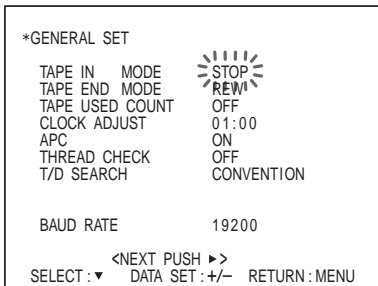 *GENERAL SET
TAPE IN MODE STOP
TAPE END MODE REW
TAPE USED COUNT OFF
CLOCK ADJUST 01:00
APC ON
THREAD CHECK OFF
T/D SEARCH CONVENTION
BAUD RATE 19200
<NEXT PUSH ►>
SELECT:▼ DATA SET:+/– RETURN:MENU